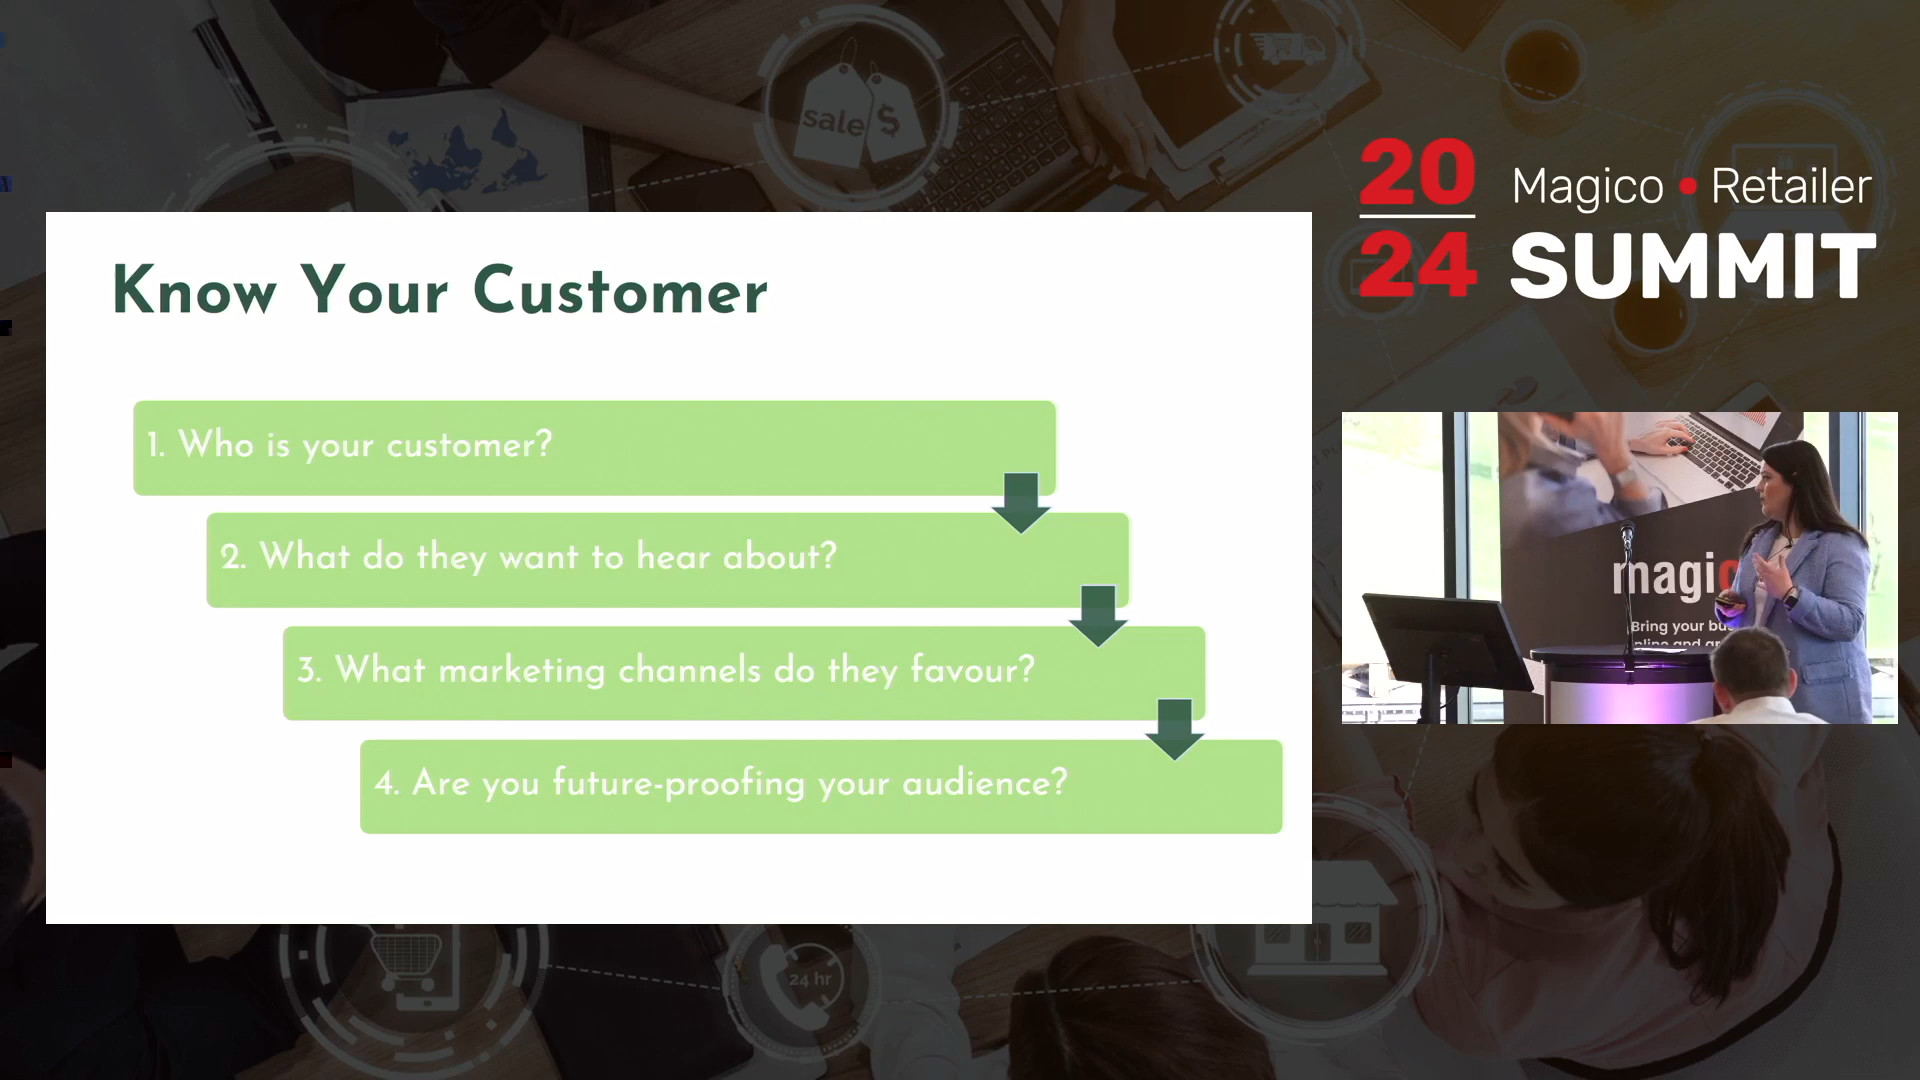 sale $
20
24
Magico • Retailer
SUMMIT
Know Your Customer
1. Who is your customer?
2. What do they want to hear about?
3. What marketing channels do they favour?
4. Are you future-proofing your audience?
magi
Bring your
24 hr